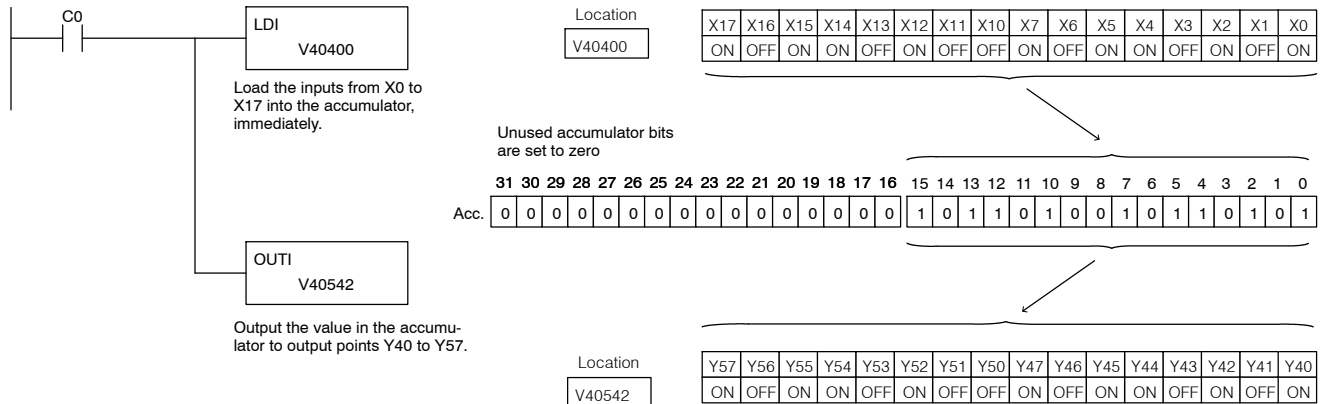 C0
LDI
V40400
Load the inputs from X0 to
X17 into the accumulator,
immediately.
OUTI
V40542
Output the value in the accumu-
lator to output points Y40 to Y57.
Location
V40400
X17 X16 X15 X14 X13 X12 X11 X10 X7 X6 X5 X4 X3 X2 X1 X0
ON OFF ON ON OFF ON OFF OFF ON OFF ON ON OFF ON OFF ON
Unused accumulator bits
are set to zero
31 30 29 28 27 26 25 24 23 22 21 20 19 18 17 16 15 14 13 12 11 10 9 8 7 6 5 4 3 2 1 0
Acc. 0 0 0 0 0 0 0 0 0 0 0 0 0 0 0 0 1 0 1 1 0 1 0 0 1 0 1 1 0 1 0 1
Location
V40542
Y57 Y56 Y55 Y54 Y53 Y52 Y51 Y50 Y47 Y46 Y45 Y44 Y43 Y42 Y41 Y40
ON OFF ON ON OFF ON OFF OFF ON OFF ON ON OFF ON OFF ON